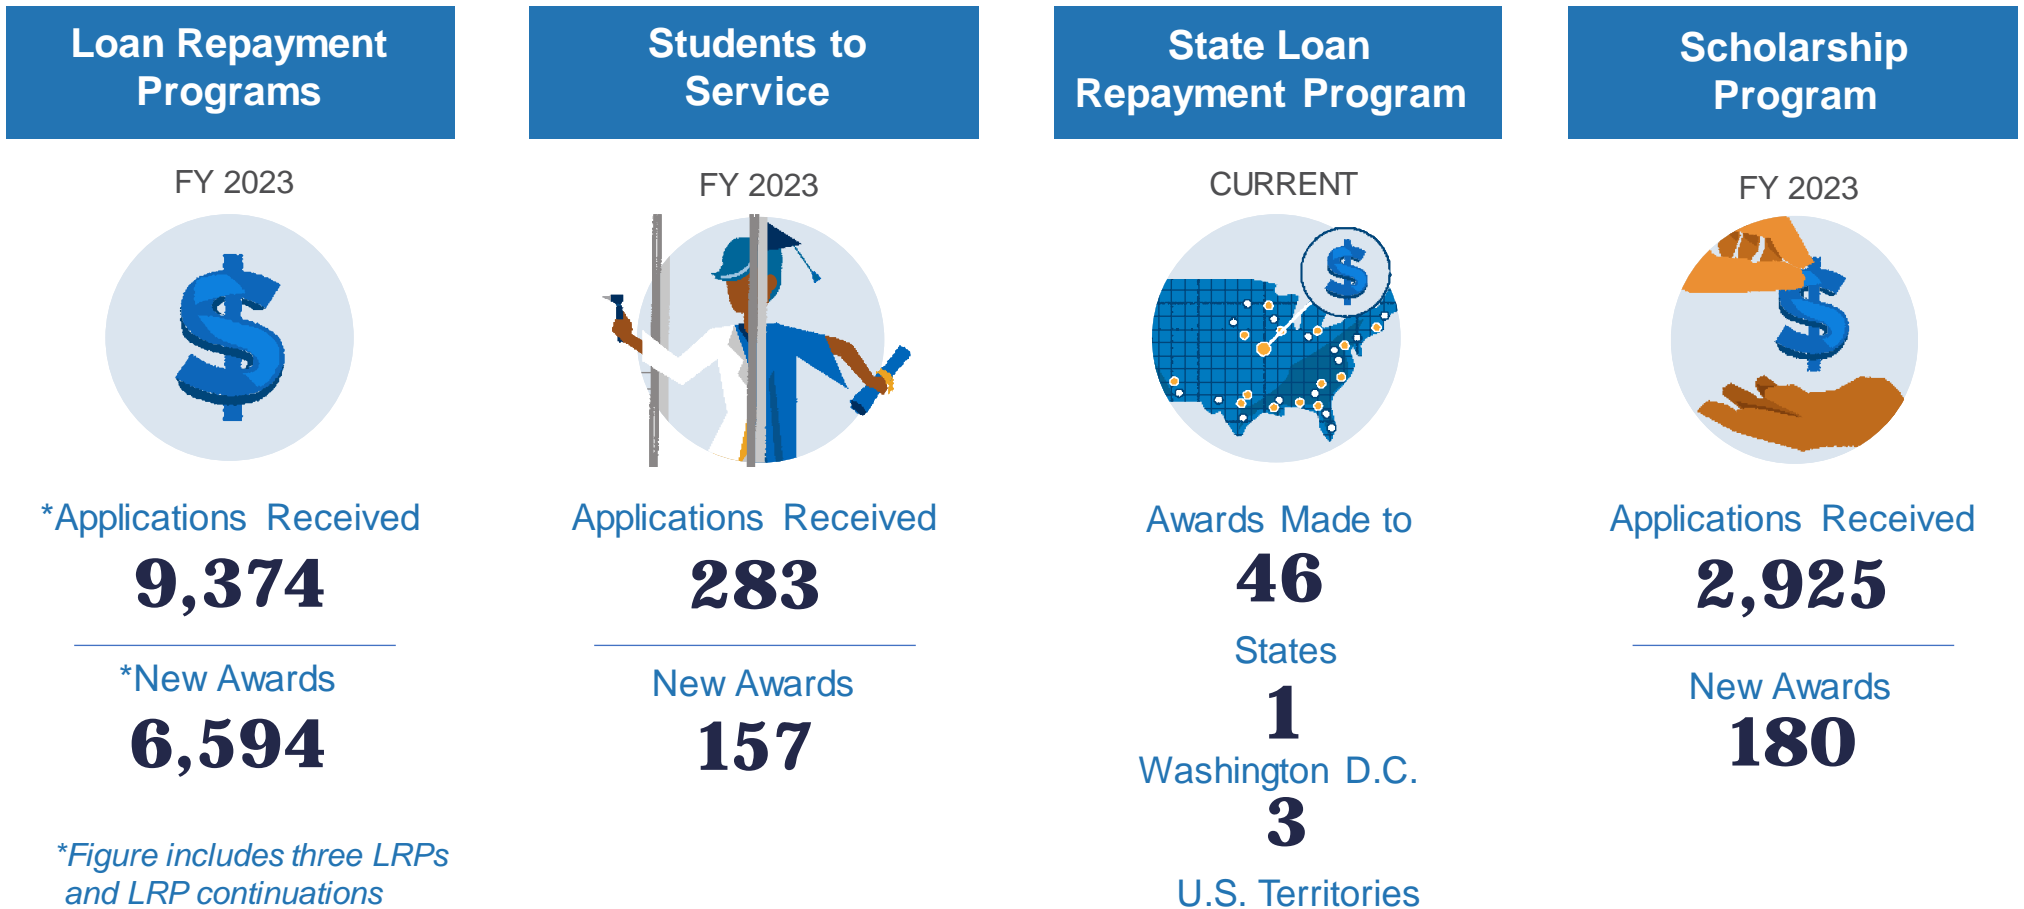 Loan Repayment
Programs
FY 2023
*Applications Received
9,374
*New Awards
6,594
*Figure includes three LRPs
and LRP continuations
Students to
Service
FY 2023
Applications Received
283
New Awards
157
State Loan
Repayment Program
CURRENT
Awards Made to
46
States
1
Washington D.C.
3
U.S. Territories
Scholarship
Program
FY 2023
Applications Received
2,925
New Awards
180